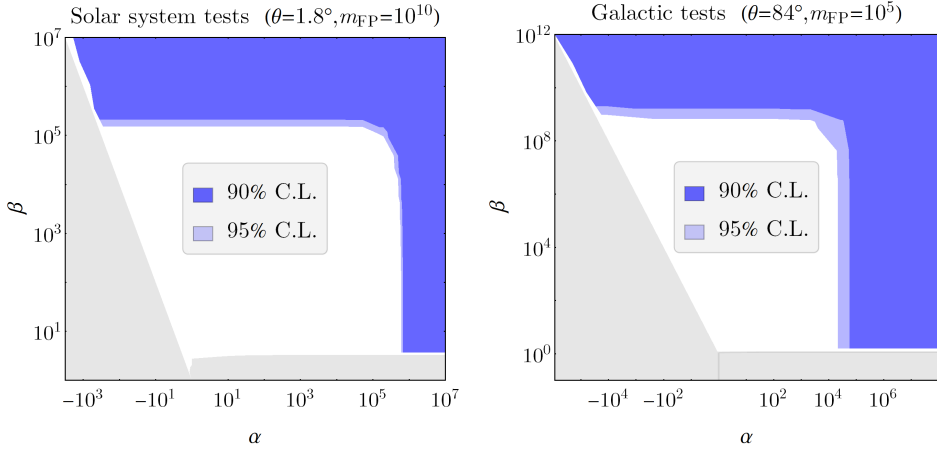 Solar system tests (θ=1.8°,m_FP=10^10)
10^7
10^5
10^3
10^1
β
90% C.L.
95% C.L.
−10^3 −10^1 10^1 10^3 10^5 10^7
α
Galactic tests (θ=84°,m_FP=10^5)
10^12
10^8
10^4
10^0
β
90% C.L.
95% C.L.
−10^4 −10^2 10^2 10^4 10^6
α